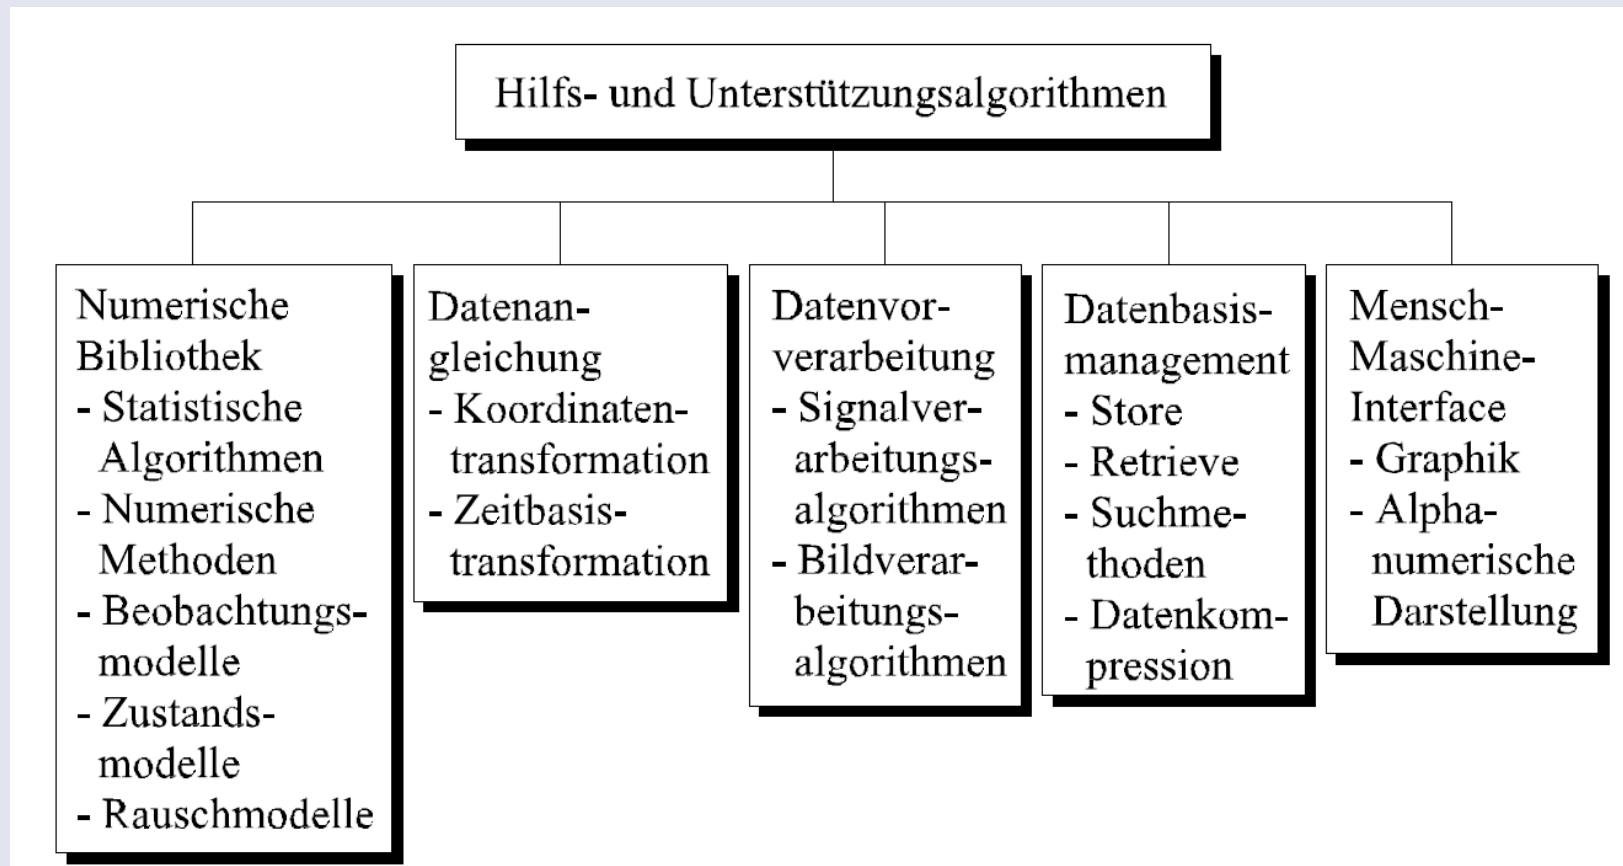 Hilfs- und Unterstützungsalgorithmen
Numerische
Bibliothek
- Statistische
Algorithmen
- Numerische
Methoden
- Beobachtungs-
modelle
- Zustands-
modelle
- Rauschmodelle
Datenan-
gleichung
- Koordinaten-
transformation
- Zeitbasis-
transformation
Datenvor-
verarbeitung
- Signalver-
arbeitungs-
algorithmen
- Bildverar-
beitungs-
algorithmen
Datenbasis-
management
- Store
- Retrieve
- Suchme-
thoden
- Datenkom-
pression
Mensch-
Maschine-
Interface
- Graphik
- Alpha-
numerische
Darstellung